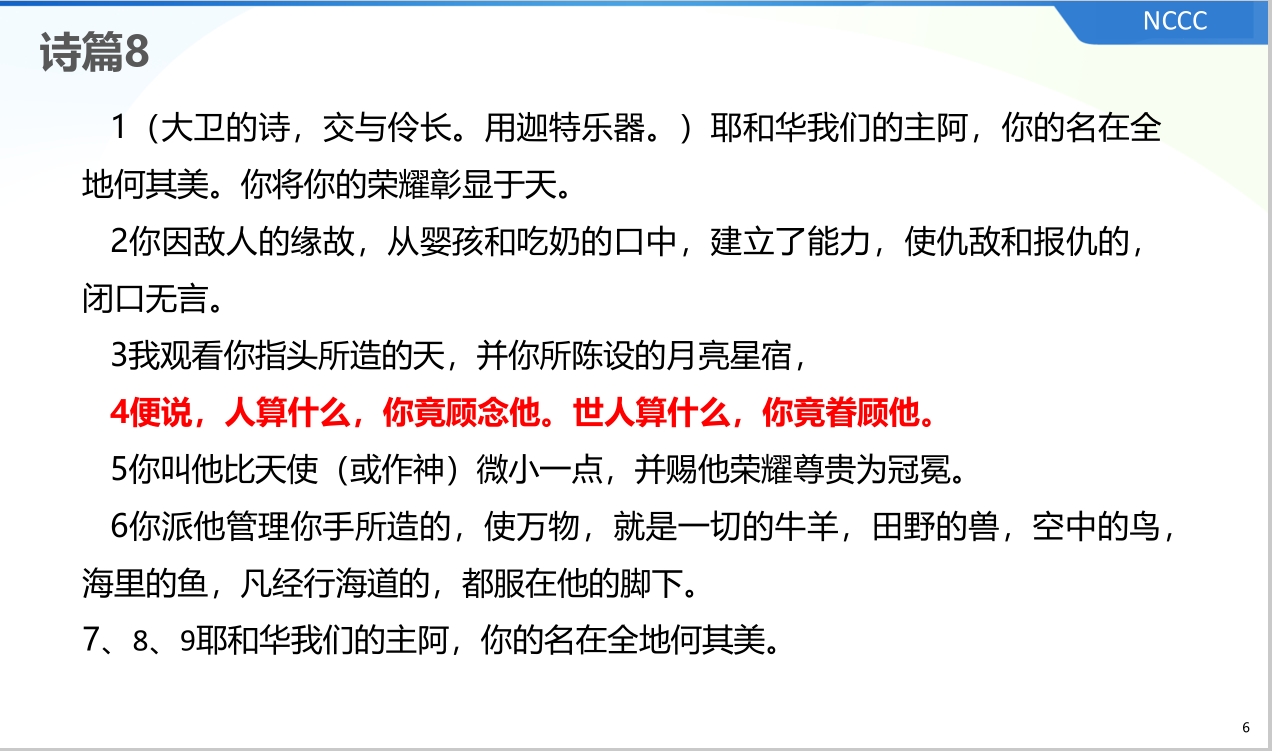 NCCC
诗篇8
1（大卫的诗，交与伶长。用迦特乐器。）耶和华我们的主阿，你的名在全
地何其美。你将你的荣耀彰显于天。
2你因敌人的缘故，从婴孩和吃奶的口中，建立了能力，使仇敌和报仇的，
闭口无言。
3我观看你指头所造的天，并你所陈设的月亮星宿，
4便说，人算什么，你竟顾念他。世人算什么，你竟眷顾他。
5你叫他比天使（或作神）微小一点，并赐他荣耀尊贵为冠冕。
6你派他管理你手所造的，使万物，就是一切的牛羊，田野的兽，空中的鸟，
海里的鱼，凡经行海道的，都服在他的脚下。
7、8、9耶和华我们的主阿，你的名在全地何其美。
6